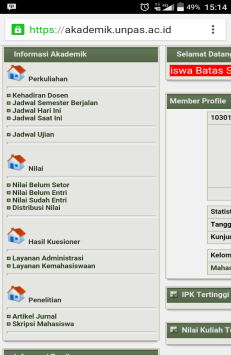 4G 49% 15:14
https://akademik.unpas.ac.id
Informasi Akademik
Perkuliahan
Kehadiran Dosen
Jadwal Semester Berjalan
Jadwal Hari Ini
Jadwal Saat Ini
Jadwal Ujian
Nilai
Nilai Belum Setor
Nilai Belum Entri
Nilai Sudah Entri
Distribusi Nilai
Hasil Kuesioner
Layanan Administrasi
Layanan Kemahasiswaan
Penelitian
Artikel Jurnal
Skripsi Mahasiswa
Selamat Datang
iswa Batas S
Member Profile
10301
Statist
Tangg
Kunju
Kelom
Mahas
IPK Tertinggi
Nilai Kuliah T